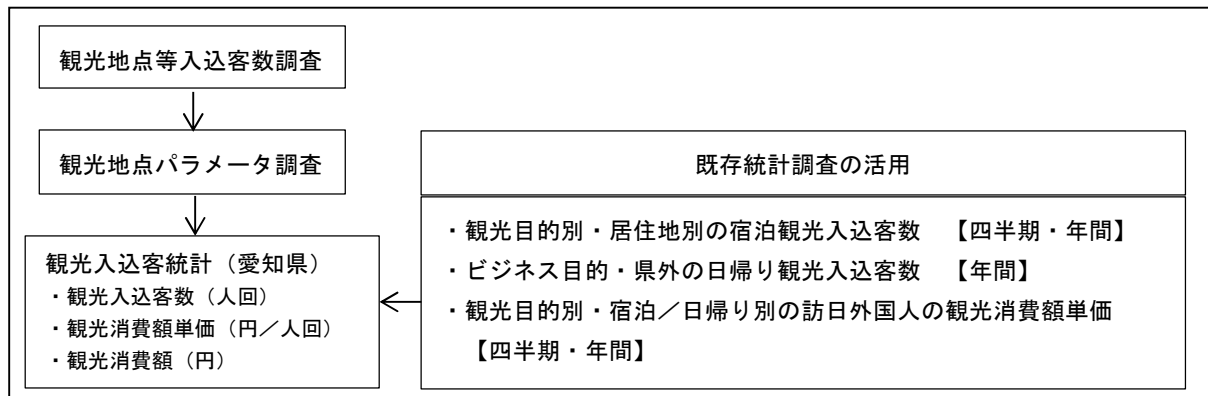 観光地点等入込客数調査
観光地点パラメータ調査
観光入込客統計（愛知県）
・観光入込客数（人回）
・観光消費額単価（円／人回）
・観光消費額（円）
既存統計調査の活用
・観光目的別・居住地別の宿泊観光入込客数　【四半期・年間】
・ビジネス目的・県外の日帰り観光入込客数　【年間】
・観光目的別・宿泊／日帰り別の訪日外国人の観光消費額単価
【四半期・年間】